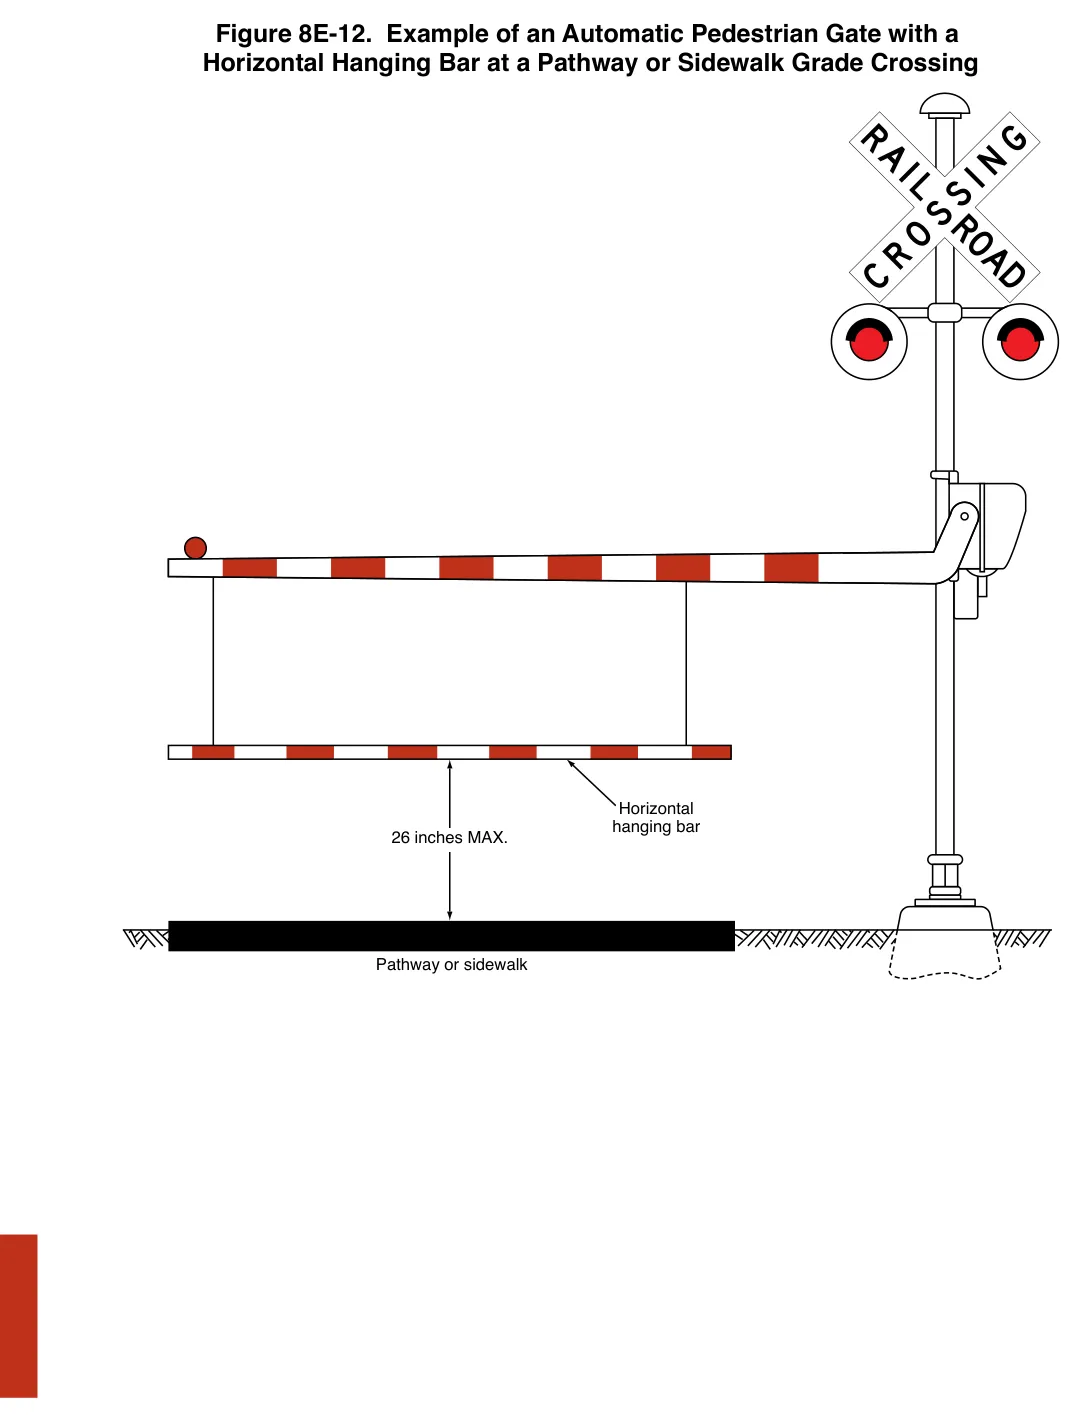 Figure 8E-12.  Example of an Automatic Pedestrian Gate with a
Horizontal Hanging Bar at a Pathway or Sidewalk Grade Crossing
RAILROAD
CROSSING
Horizontal
hanging bar
26 inches MAX.
Pathway or sidewalk